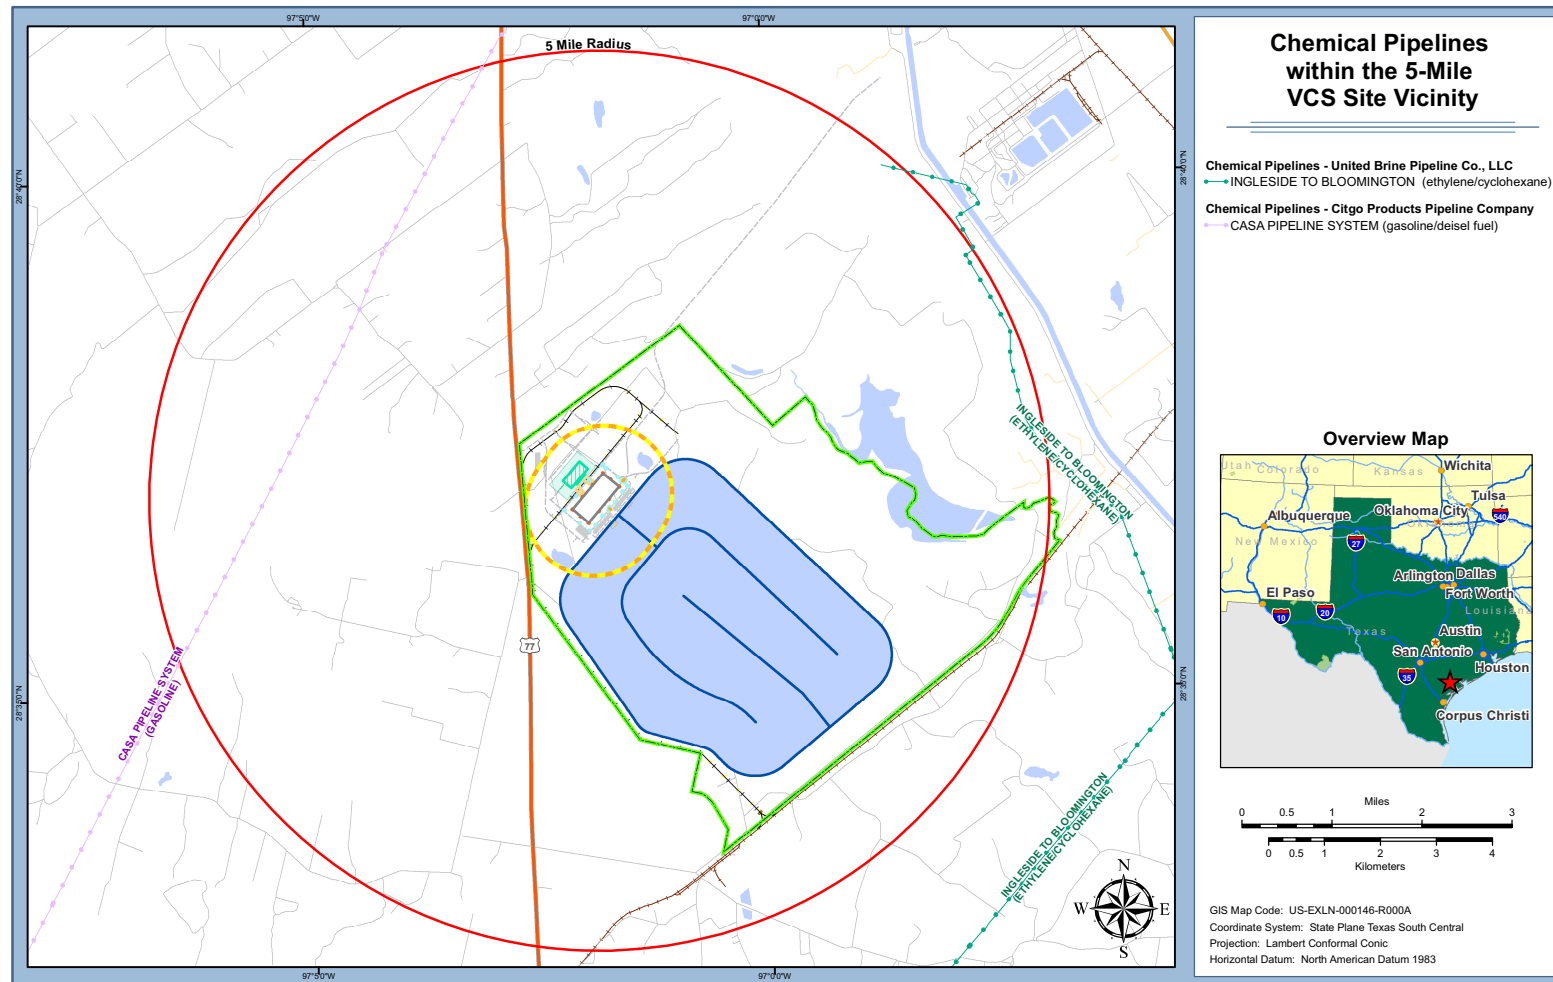 97°5'0"W
97°0'0"W
5 Mile Radius
28°40'0"N
28°40'0"N
INGLESIDE TO BLOOMINGTON
(ETHYLENE/CYCLOHEXANE)
77
CASA PIPELINE SYSTEM
(GASOLINE)
28°35'0"N
28°35'0"N
INGLESIDE TO BLOOMINGTON
(ETHYLENE/CYCLOHEXANE)
N
W
E
S
97°5'0"W
97°0'0"W
Chemical Pipelines
within the 5-Mile
VCS Site Vicinity
Chemical Pipelines - United Brine Pipeline Co., LLC
INGLESIDE TO BLOOMINGTON (ethylene/cyclohexane)
Chemical Pipelines - Citgo Products Pipeline Company
CASA PIPELINE SYSTEM (gasoline/deisel fuel)
Overview Map
Utah Colorado
Kansas
Wichita
Tulsa
Albuquerque
Oklahoma City
Oklahoma
540
New Mexico
27
Arlington
Dallas
El Paso
Fort Worth
10
20
Louisiana
Texas
Austin
San Antonio
Houston
35
Corpus Christi
Miles
0 0.5 1 2 3
0 0.5 1 2 3 4
Kilometers
GIS Map Code: US-EXLN-000146-R000A
Coordinate System: State Plane Texas South Central
Projection: Lambert Conformal Conic
Horizontal Datum: North American Datum 1983